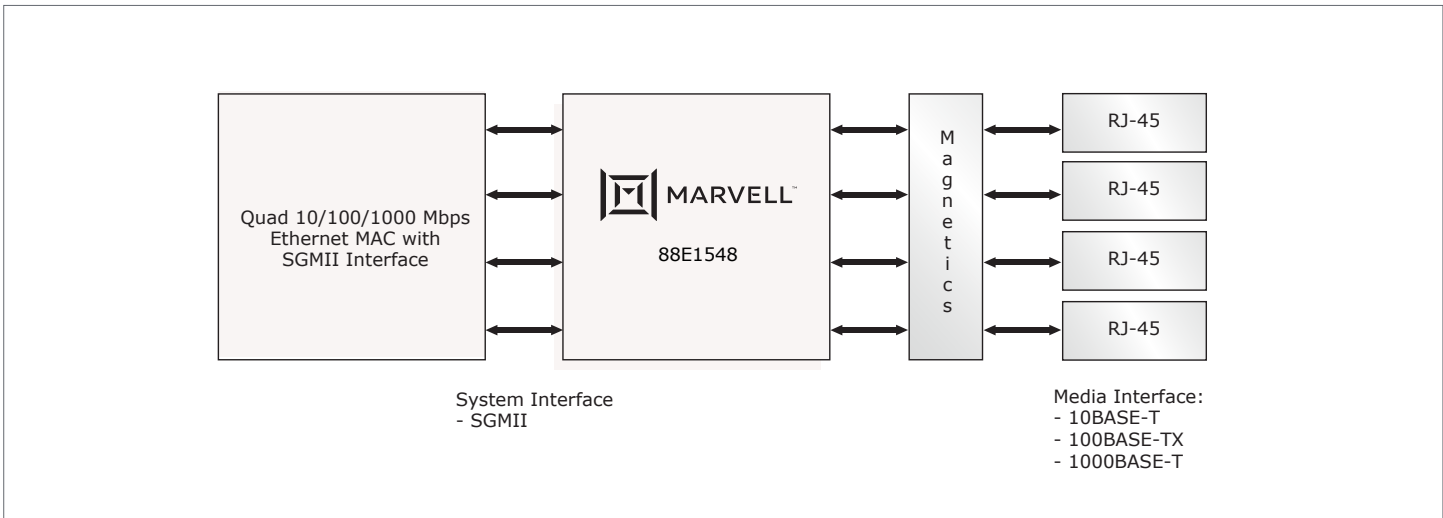 Quad 10/100/1000 Mbps
Ethernet MAC with
SGMII Interface
MARVELL™
88E1548
Magnetics
RJ-45
RJ-45
RJ-45
RJ-45
System Interface
- SGMII
Media Interface:
- 10BASE-T
- 100BASE-TX
- 1000BASE-T